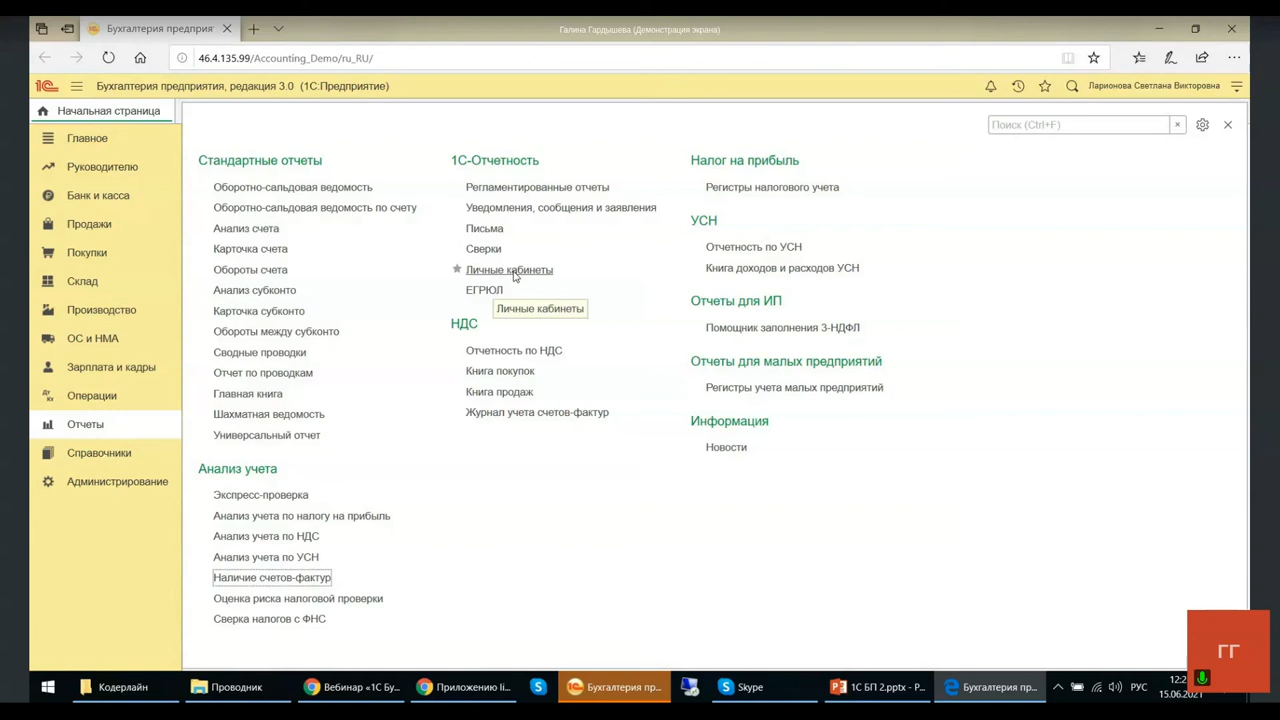 Бухгалтерия предприя
Галина Гардышева (Демонстрация экрана)
46.4.135.99/Accounting_Demo/ru_RU/
Бухгалтерия предприятия, редакция 3.0 (1С:Предприятие)
Ларионова Светлана Викторовна
Начальная страница
Поиск (Ctrl+F)
Главное
Руководителю
Банк и касса
Продажи
Покупки
Склад
Производство
ОС и НМА
Зарплата и кадры
Операции
Отчеты
Справочники
Администрирование
Стандартные отчеты
Оборотно-сальдовая ведомость
Оборотно-сальдовая ведомость по счету
Анализ счета
Карточка счета
Обороты счета
Анализ субконто
Карточка субконто
Обороты между субконто
Сводные проводки
Отчет по проводкам
Главная книга
Шахматная ведомость
Универсальный отчет
Анализ учета
Экспресс-проверка
Анализ учета по налогу на прибыль
Анализ учета по НДС
Анализ учета по УСН
Наличие счетов-фактур
Оценка риска налоговой проверки
Сверка налогов с ФНС
1С-Отчетность
Регламентированные отчеты
Уведомления, сообщения и заявления
Письма
Сверки
Личные кабинеты
ЕГРЮЛ
Личные кабинеты
НДС
Отчетность по НДС
Книга покупок
Книга продаж
Журнал учета счетов-фактур
Налог на прибыль
Регистры налогового учета
УСН
Отчетность по УСН
Книга доходов и расходов УСН
Отчеты для ИП
Помощник заполнения 3-НДФЛ
Отчеты для малых предприятий
Регистры учета малых предприятий
Информация
Новости
ГГ
Кодерлайн
Проводник
Вебинар «1С Бу...
Приложению li...
Бухгалтерия пр...
Skype
1С БП 2.pptx - P...
Бухгалтерия пр...
РУС
12:2
15.06.202